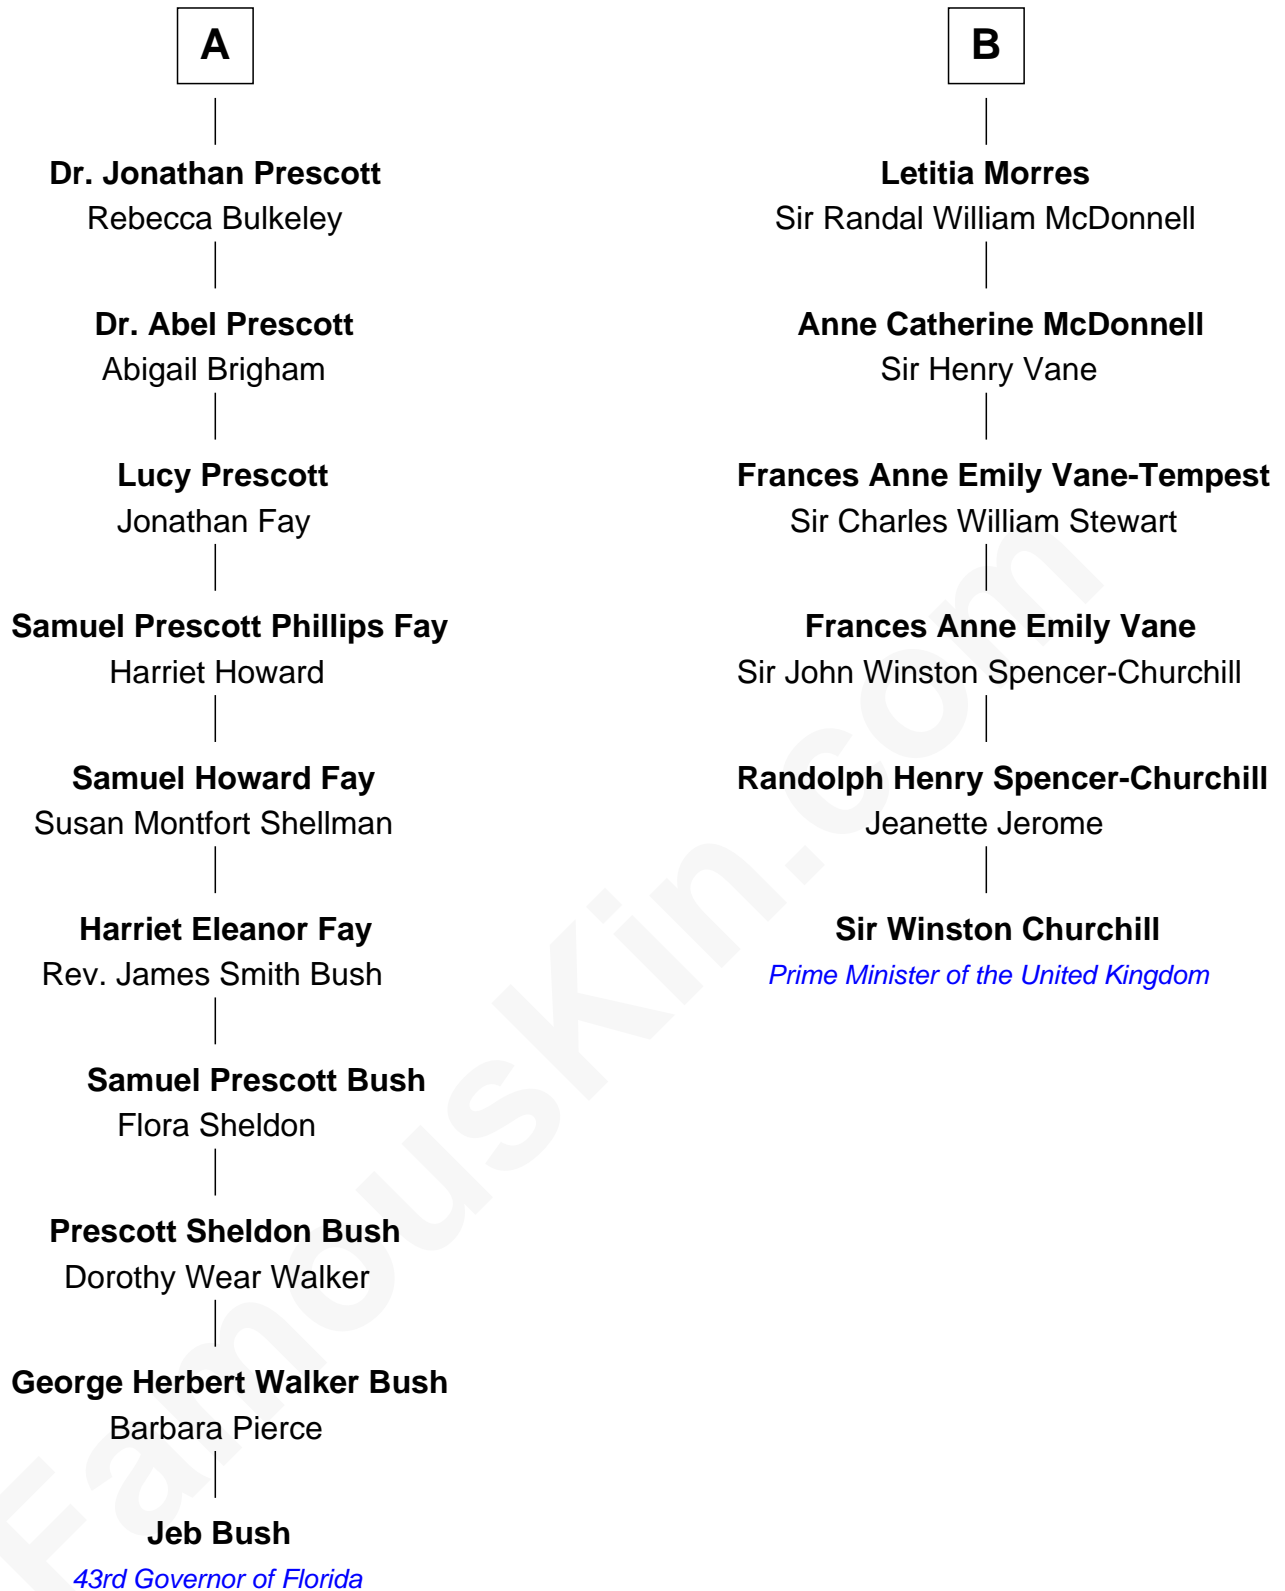 A
Dr. Jonathan Prescott
Rebecca Bulkeley
Dr. Abel Prescott
Abigail Brigham
Lucy Prescott
Jonathan Fay
Samuel Prescott Phillips Fay
Harriet Howard
Samuel Howard Fay
Susan Montfort Shellman
Harriet Eleanor Fay
Rev. James Smith Bush
Samuel Prescott Bush
Flora Sheldon
Prescott Sheldon Bush
Dorothy Wear Walker
George Herbert Walker Bush
Barbara Pierce
Jeb Bush
43rd Governor of Florida
B
Letitia Morres
Sir Randal William McDonnell
Anne Catherine McDonnell
Sir Henry Vane
Frances Anne Emily Vane-Tempest
Sir Charles William Stewart
Frances Anne Emily Vane
Sir John Winston Spencer-Churchill
Randolph Henry Spencer-Churchill
Jeanette Jerome
Sir Winston Churchill
Prime Minister of the United Kingdom
FamousKin.com